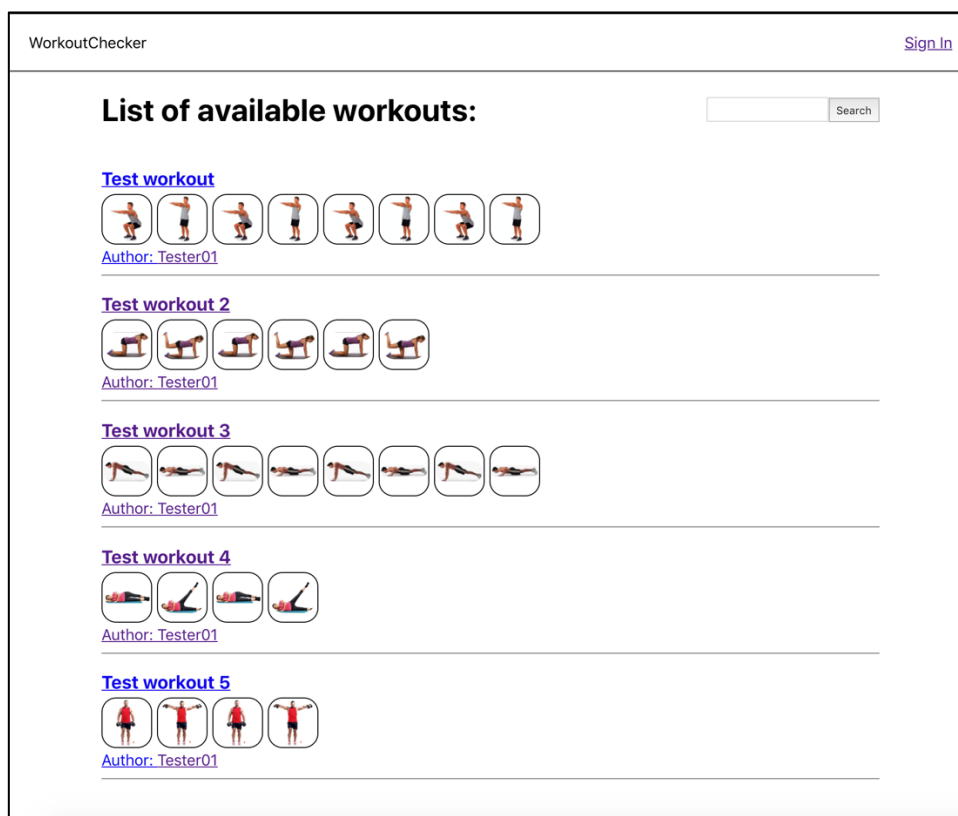 WorkoutChecker Sign In
List of available workouts: Search
Test workout
Author: Tester01
Test workout 2
Author: Tester01
Test workout 3
Author: Tester01
Test workout 4
Author: Tester01
Test workout 5
Author: Tester01